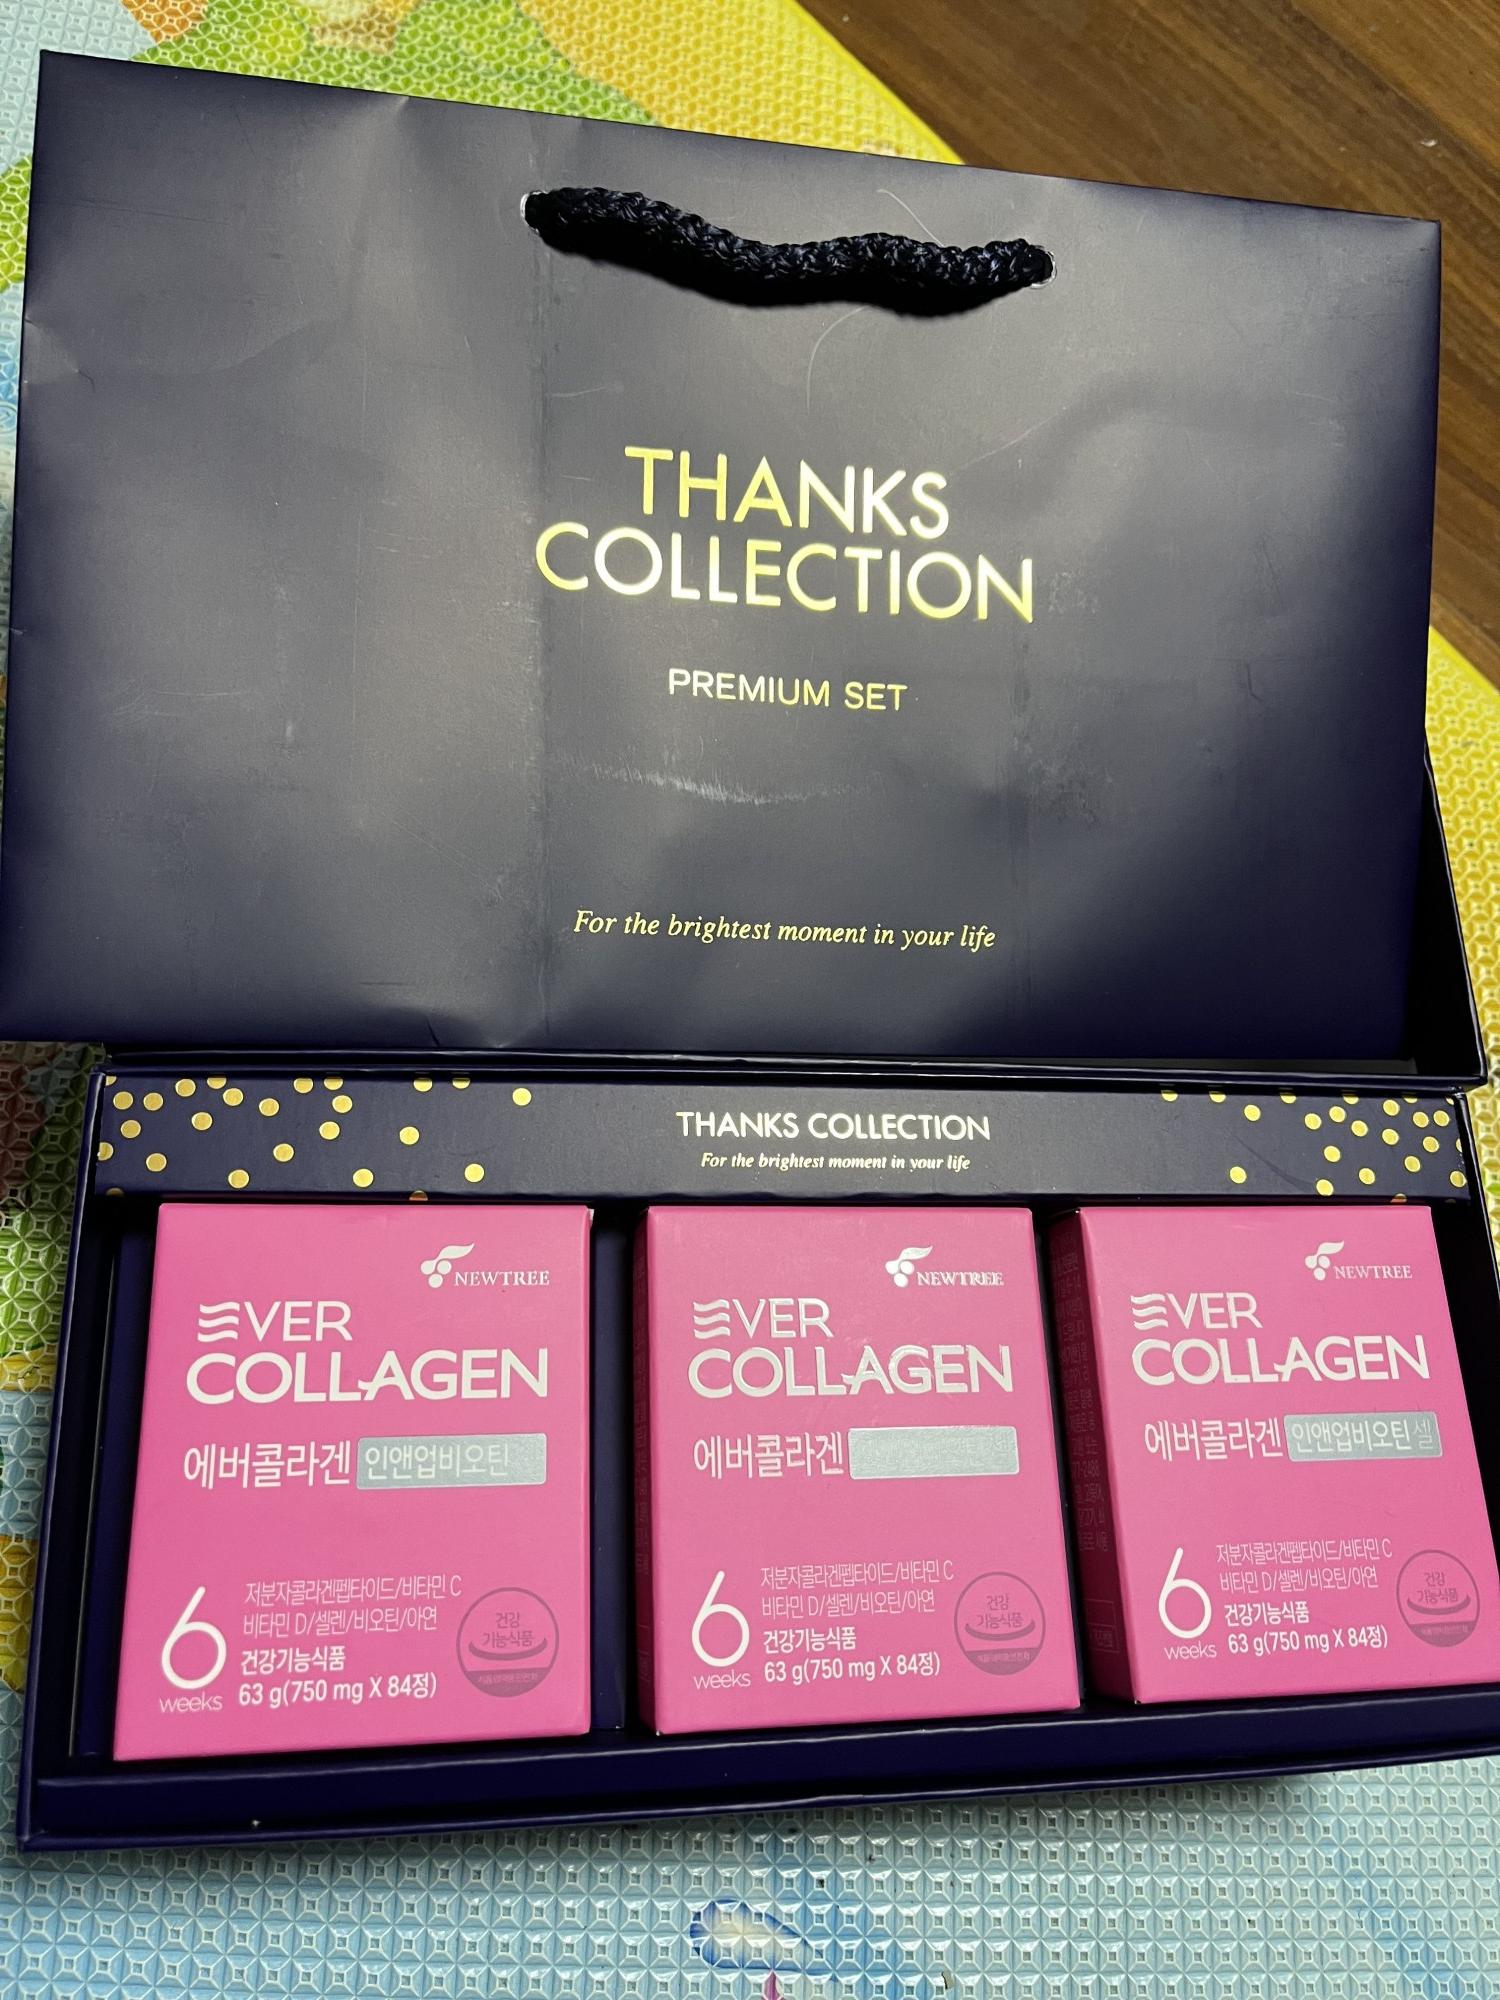 THANKS
COLLECTION
PREMIUM SET
For the brightest moment in your life
THANKS COLLECTION
For the brightest moment in your life
NEWTREE
EVER
COLLAGEN
에버콜라겐 인앤업비오틴
6
weeks
저분자콜라겐펩타이드/비타민 C
비타민 D/셀렌/비오틴/아연
건강기능식품
63 g(750 mg X 84정)
건강
기능식품
NEWTREE
EVER
COLLAGEN
에버콜라겐
6
weeks
저분자콜라겐펩타이드/비타민 C
비타민 D/셀렌/비오틴/아연
건강기능식품
63 g(750 mg X 84정)
건강
기능식품
NEWTREE
EVER
COLLAGEN
에버콜라겐 인앤업비오틴 셀
6
weeks
저분자콜라겐펩타이드/비타민 C
비타민 D/셀렌/비오틴/아연
건강기능식품
63 g(750 mg X 84정)
건강
기능식품